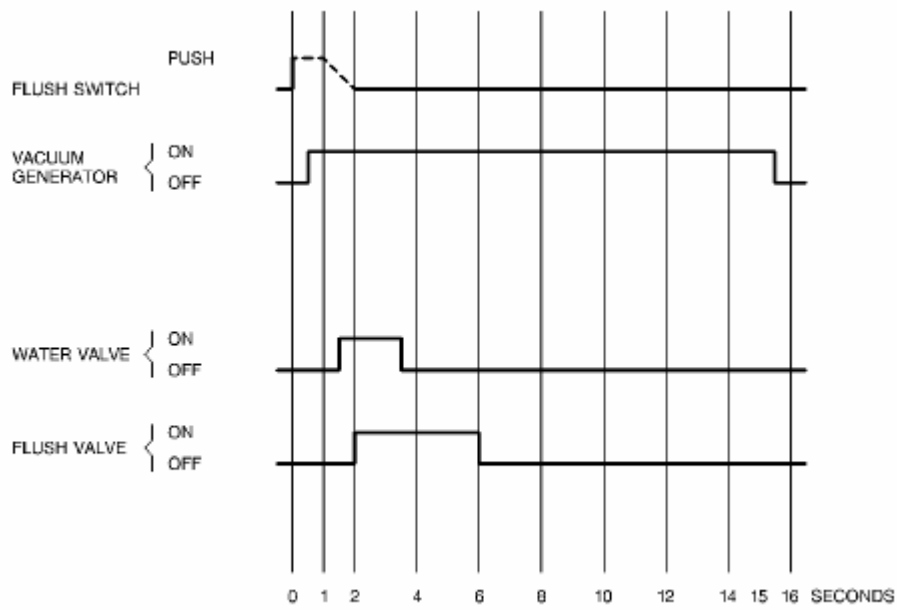 PUSH
FLUSH SWITCH
VACUUM
GENERATOR
ON
OFF
WATER VALVE
ON
OFF
FLUSH VALVE
ON
OFF
0 1 2 4 6 8 10 12 14 15 16 SECONDS